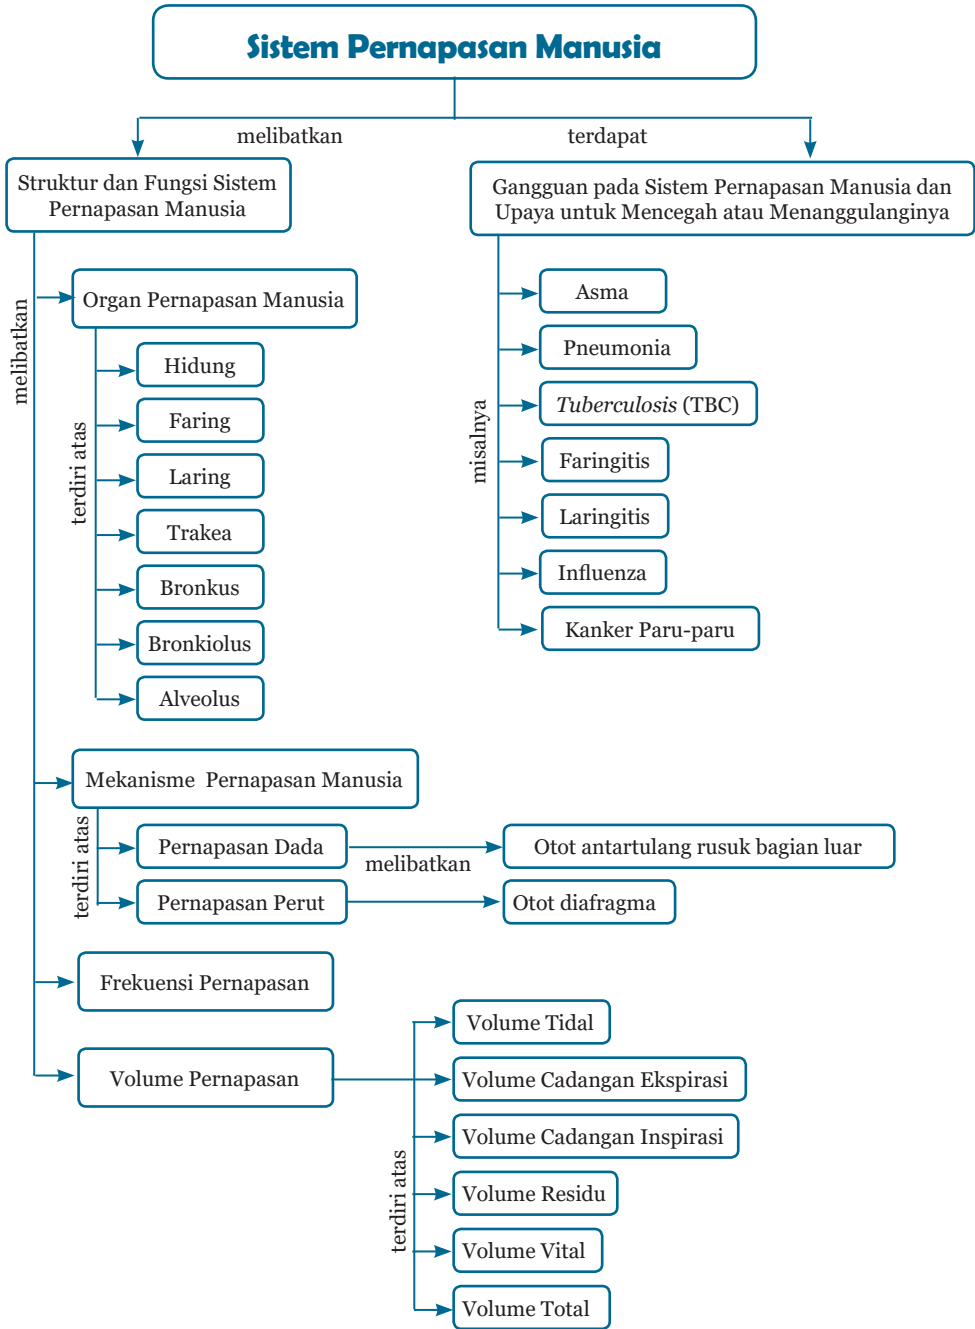 Sistem Pernapasan Manusia
melibatkan
terdapat
Struktur dan Fungsi Sistem
Pernapasan Manusia
Gangguan pada Sistem Pernapasan Manusia dan
Upaya untuk Mencegah atau Menanggulanginya
melibatkan
Organ Pernapasan Manusia
terdiri atas
Hidung
Faring
Laring
Trakea
Bronkus
Bronkiolus
Alveolus
misalnya
Asma
Pneumonia
Tuberculosis (TBC)
Faringitis
Laringitis
Influenza
Kanker Paru-paru
Mekanisme Pernapasan Manusia
terdiri atas
Pernapasan Dada
melibatkan
Otot antartulang rusuk bagian luar
Pernapasan Perut
Otot diafragma
Frekuensi Pernapasan
Volume Pernapasan
terdiri atas
Volume Tidal
Volume Cadangan Ekspirasi
Volume Cadangan Inspirasi
Volume Residu
Volume Vital
Volume Total